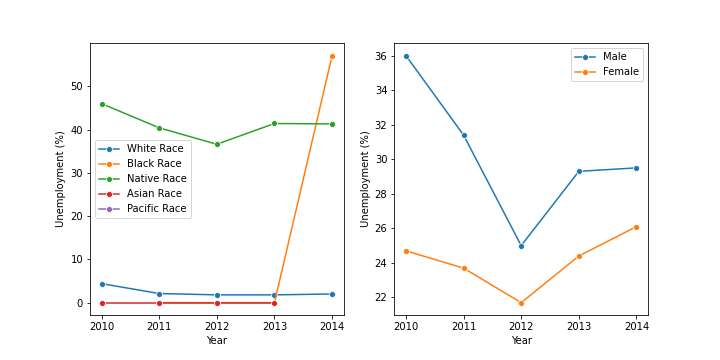 50
40
30
20
10
0
Unemployment (%)
White Race
Black Race
Native Race
Asian Race
Pacific Race
2010 2011 2012 2013 2014
Year
36
34
32
30
28
26
24
22
Unemployment (%)
Male
Female
2010 2011 2012 2013 2014
Year